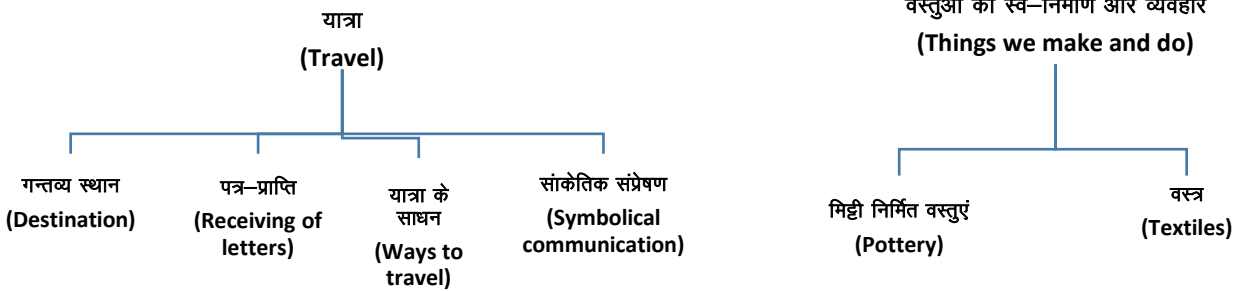 यात्रा
(Travel)
गन्तव्य स्थान
(Destination)
पत्र–प्राप्ति
(Receiving of
letters)
यात्रा के
साधन
(Ways to
travel)
सांकेतिक संप्रेषण
(Symbolical
communication)
वस्तुओं का स्व–निर्माण और व्यवहार
(Things we make and do)
मिट्टी निर्मित वस्तुएं
(Pottery)
वस्त्र
(Textiles)